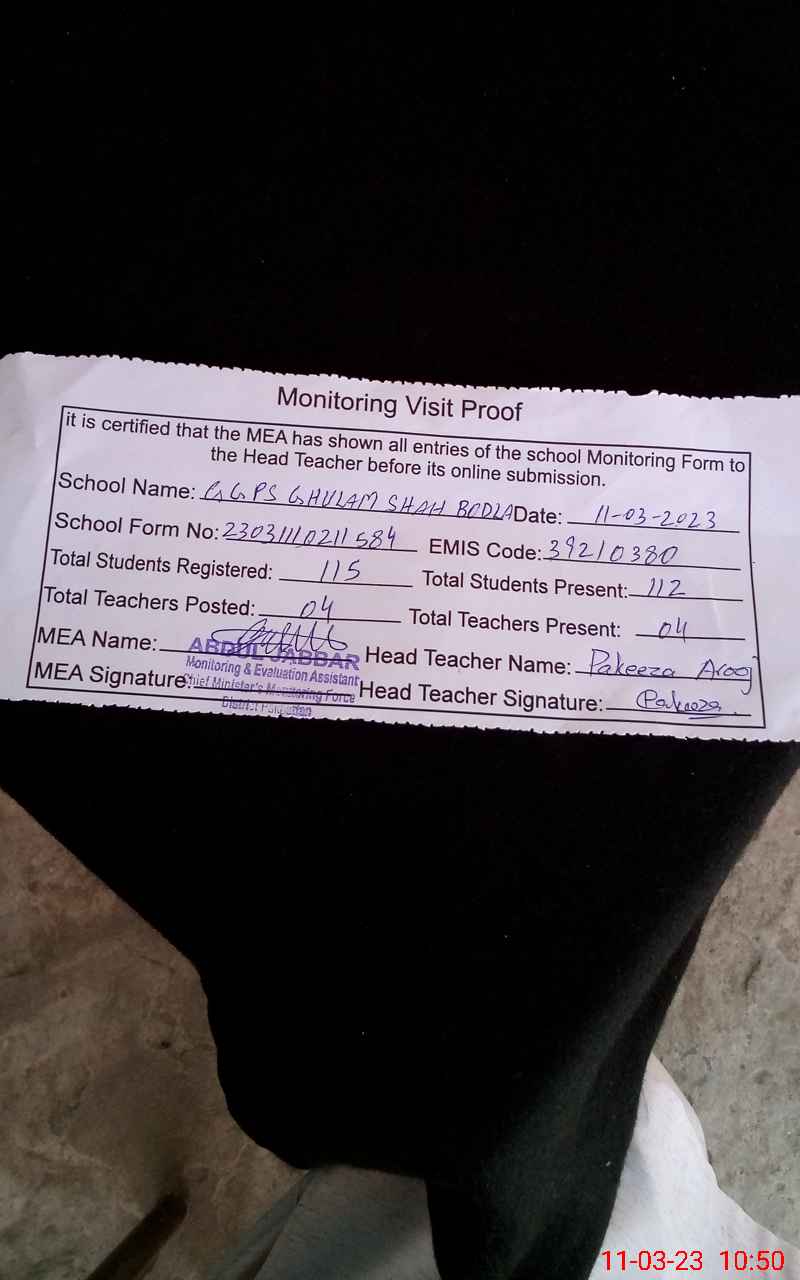 Monitoring Visit Proof
it is certified that the MEA has shown all entries of the school Monitoring Form to
the Head Teacher before its online submission.
School Name: GGPS GHULAM SHAH BODLA Date: 11-03-2023
School Form No: 23031110211584 EMIS Code: 39210380
Total Students Registered: 115 Total Students Present: 112
Total Teachers Posted: 04 Total Teachers Present: 04
MEA Name: ABDUL JABBAR Head Teacher Name: Pakeeza Arooj
Monitoring & Evaluation Assistant
MEA Signature: Chief Minister's Monitoring Force Head Teacher Signature: Pakeeza
District Pakpattan
11-03-23 10:50